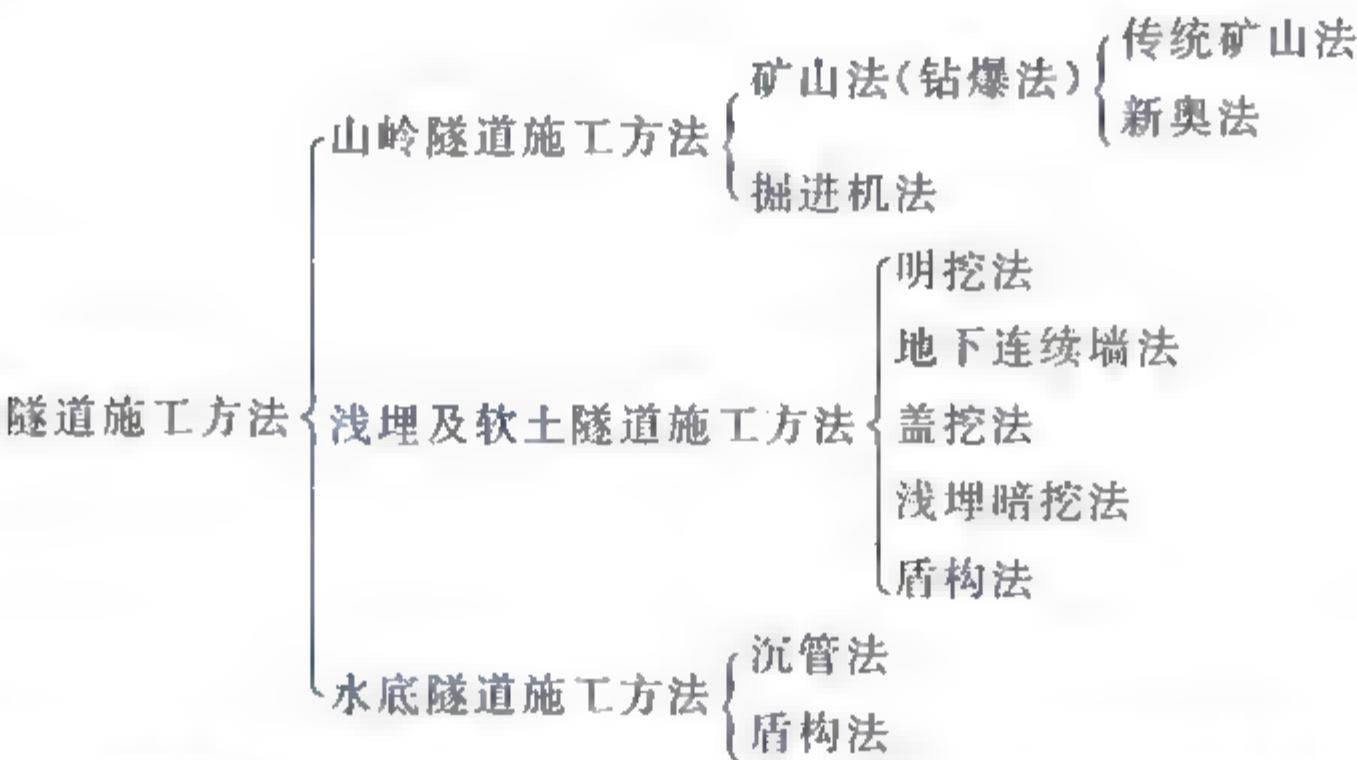 隧道施工方法
山岭隧道施工方法
矿山法(钻爆法)
传统矿山法
新奥法
掘进机法
浅埋及软土隧道施工方法
明挖法
地下连续墙法
盖挖法
浅埋暗挖法
盾构法
水底隧道施工方法
沉管法
盾构法